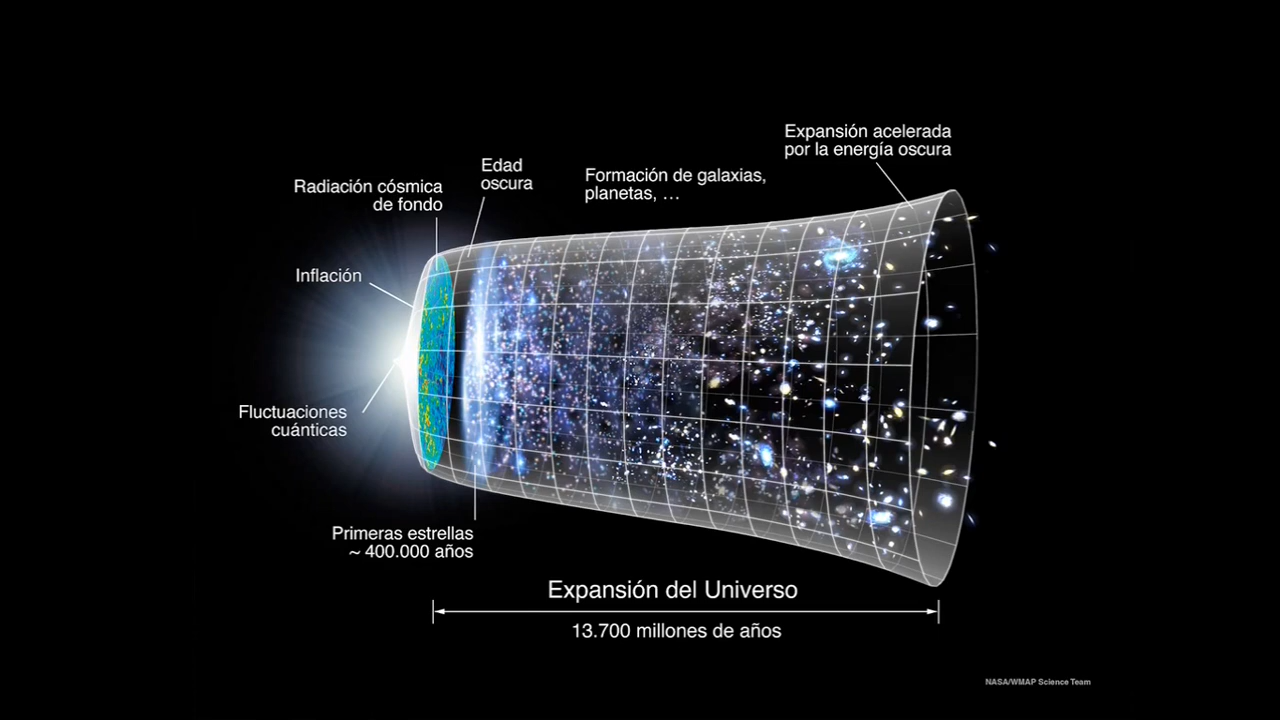 Expansión acelerada
por la energía oscura
Edad
oscura
Formación de galaxias,
planetas, …
Radiación cósmica
de fondo
Inflación
Fluctuaciones
cuánticas
Primeras estrellas
~ 400.000 años
Expansión del Universo
13.700 millones de años
NASA/WMAP Science Team